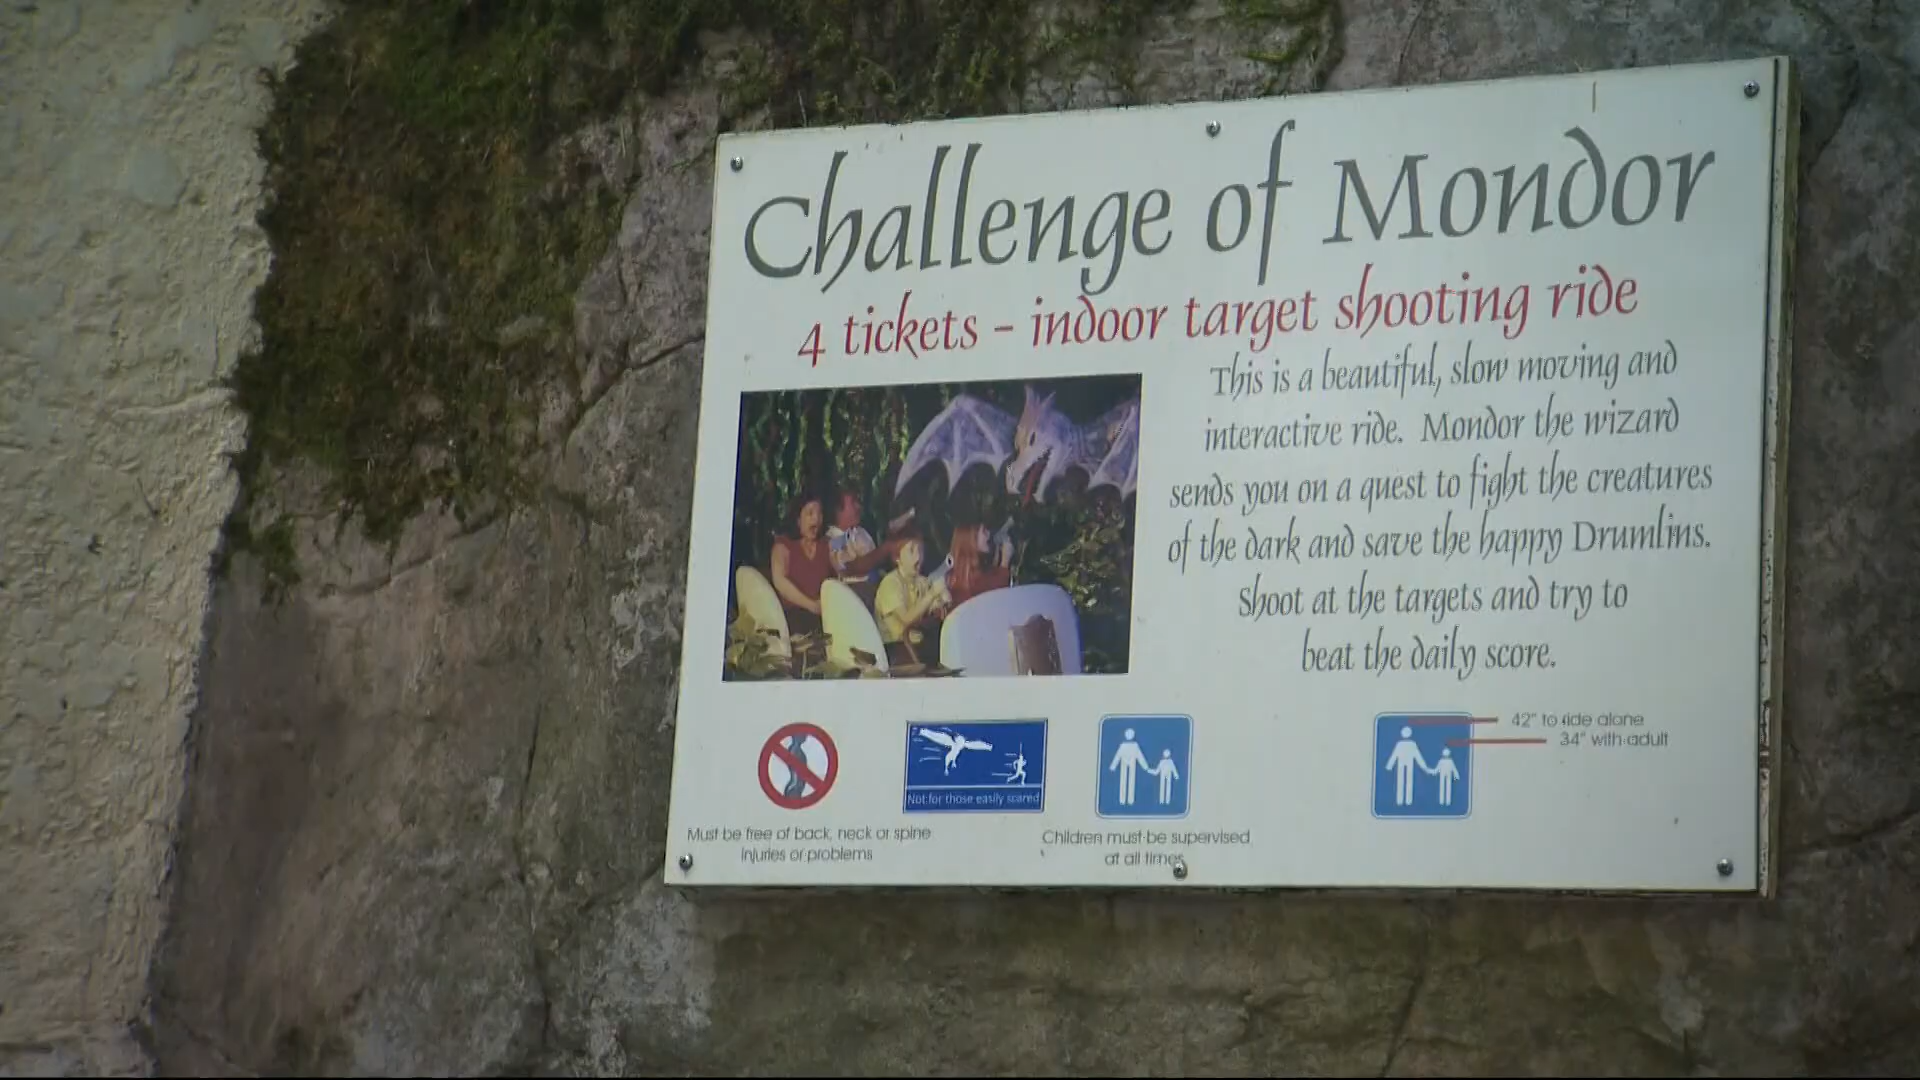 Challenge of Mondor
4 tickets - indoor target shooting ride
This is a beautiful, slow moving and
interactive ride. Mondor the wizard
sends you on a quest to fight the creatures
of the dark and save the happy Drumlins.
Shoot at the targets and try to
beat the daily score.
Not for those easily scared
42" to ride alone
34" with adult
Must be free of back, neck or spine
injuries or problems
Children must be supervised
at all times